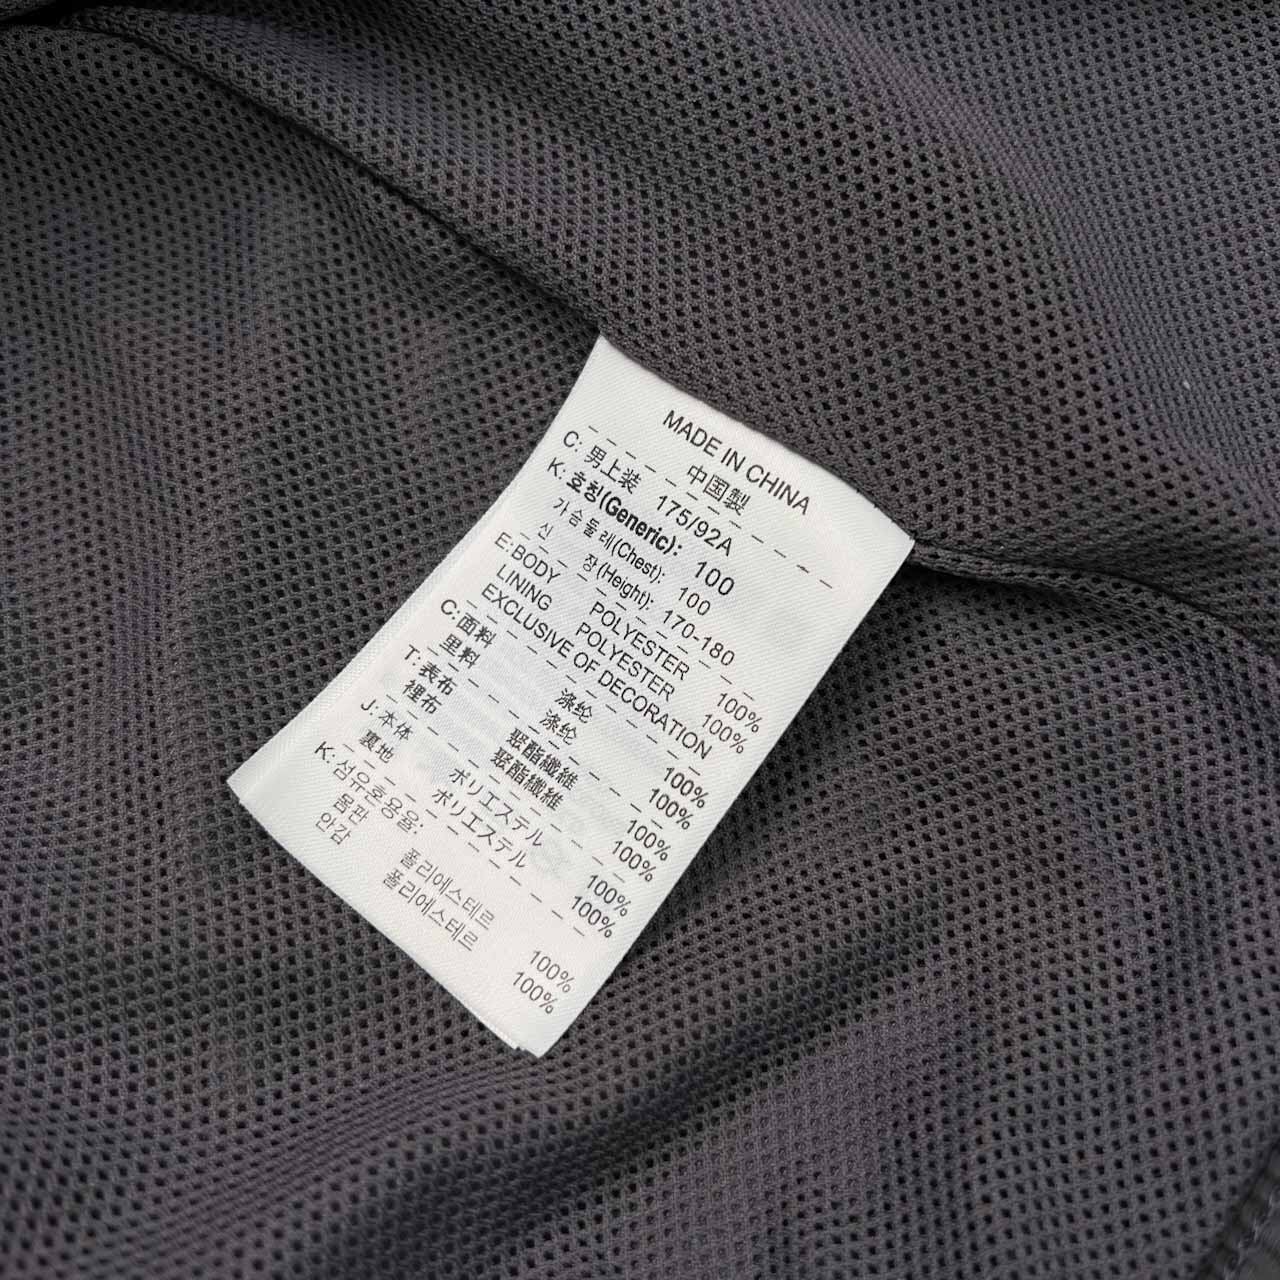 MADE IN CHINA
中国製
C: 男上装 175/92A
K: 호칭(Generic): 100
가슴둘레(Chest): 100
신 장(Height): 170-180
E:BODY POLYESTER 100%
LINING POLYESTER 100%
EXCLUSIVE OF DECORATION
C:面料 涤纶 100%
里料 涤纶 100%
T:表布 聚酯纖維 100%
裡布 聚酯纖維 100%
J:本体 ポリエステル 100%
裏地 ポリエステル 100%
K:섬유혼용율:
몸판 폴리에스테르 100%
안감 폴리에스테르 100%